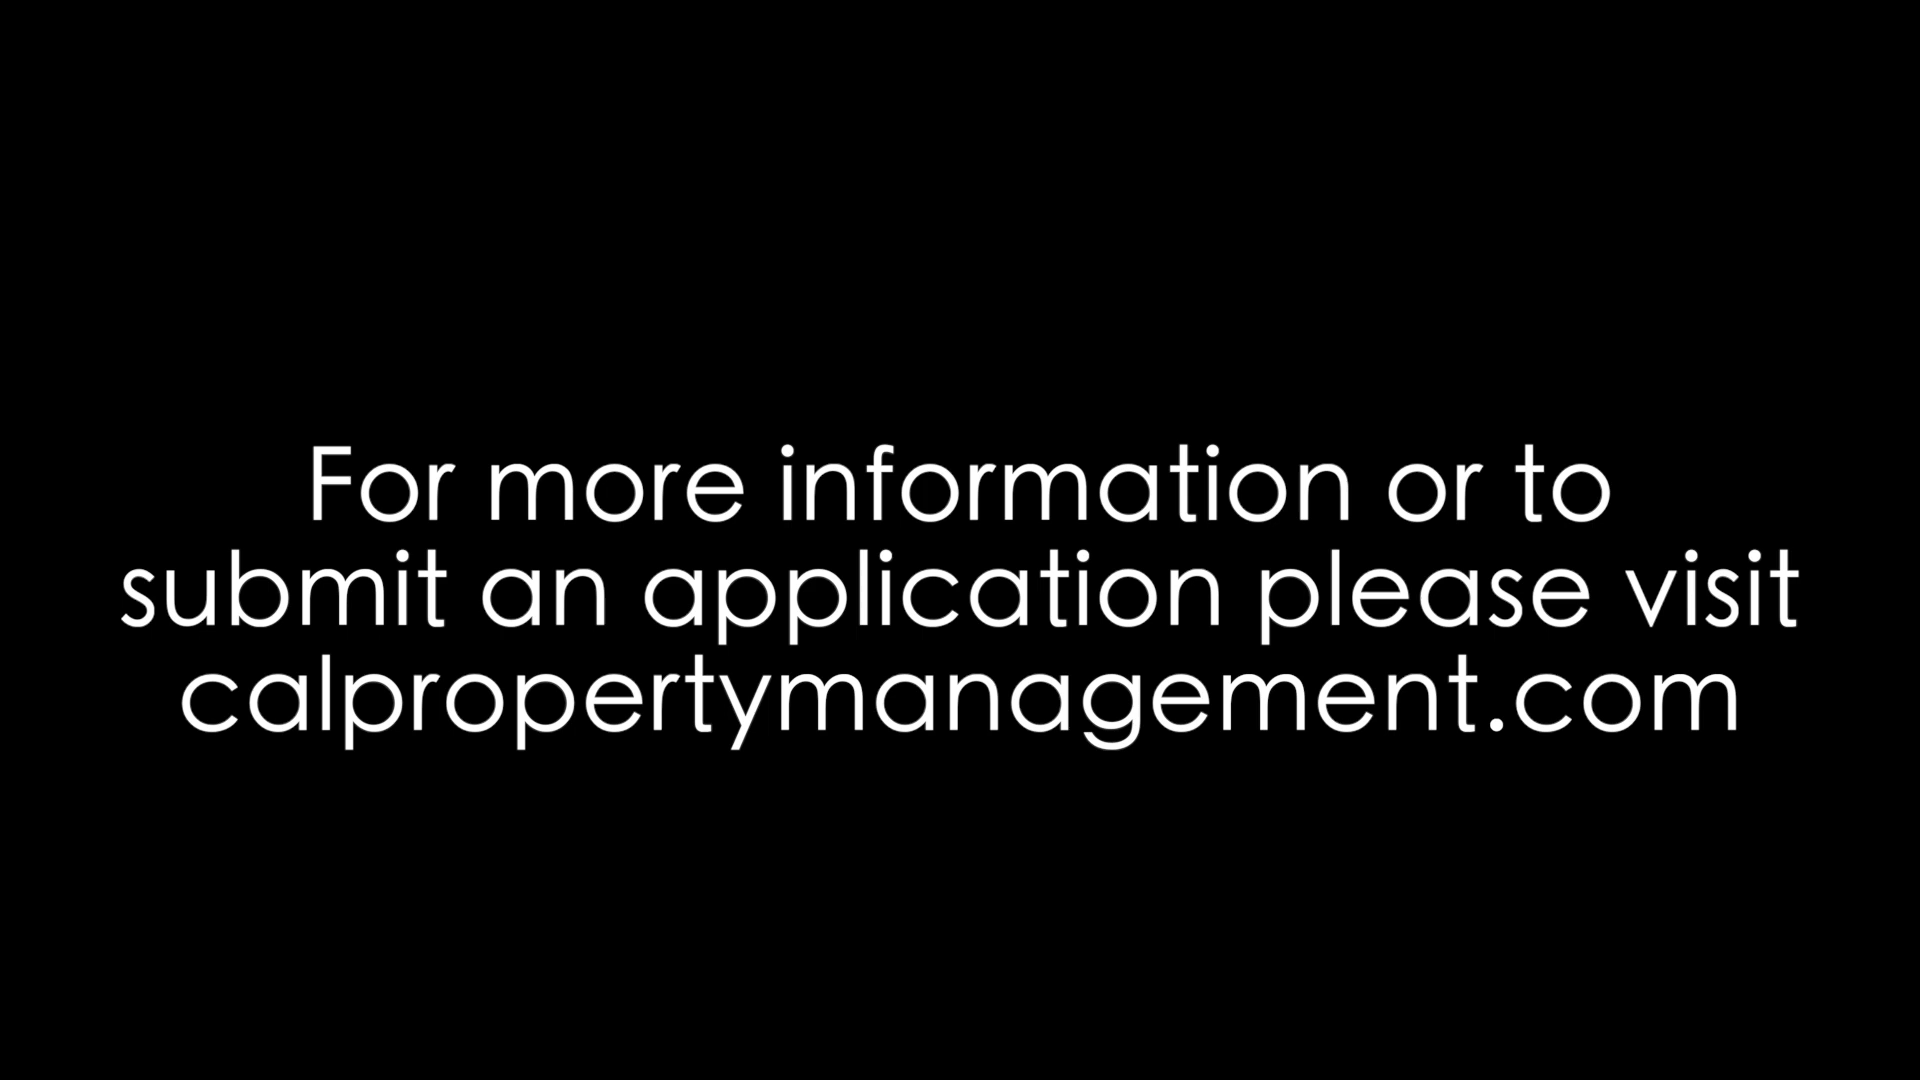 For more information or to
submit an application please visit
calpropertymanagement.com